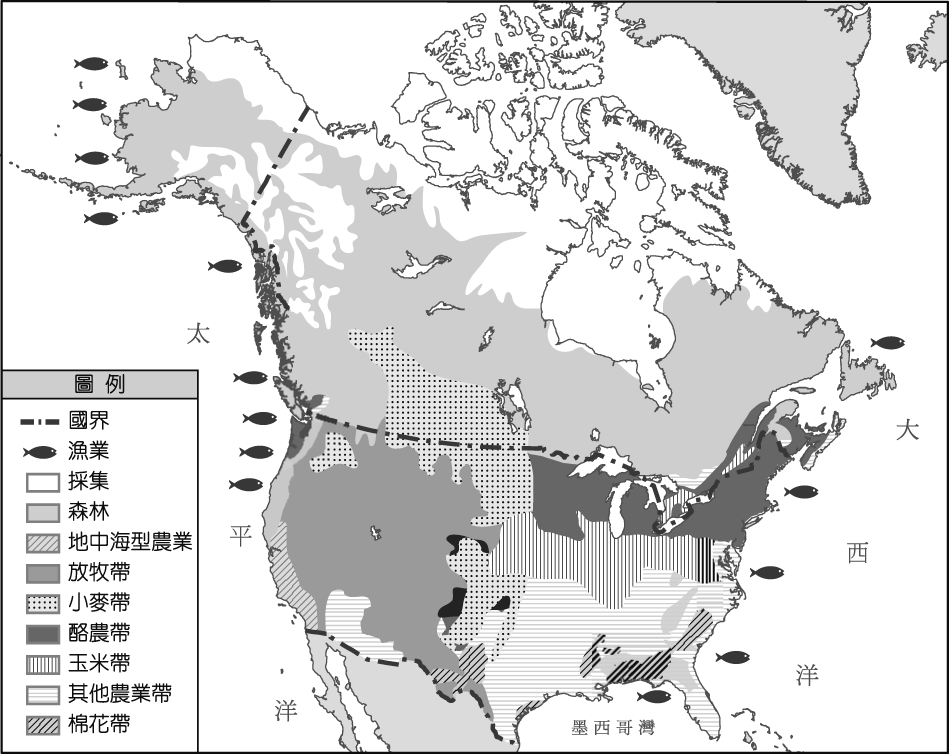 太
平
洋
大
西
洋
墨西哥灣
圖例
國界
漁業
採集
森林
地中海型農業
放牧帶
小麥帶
酪農帶
玉米帶
其他農業帶
棉花帶